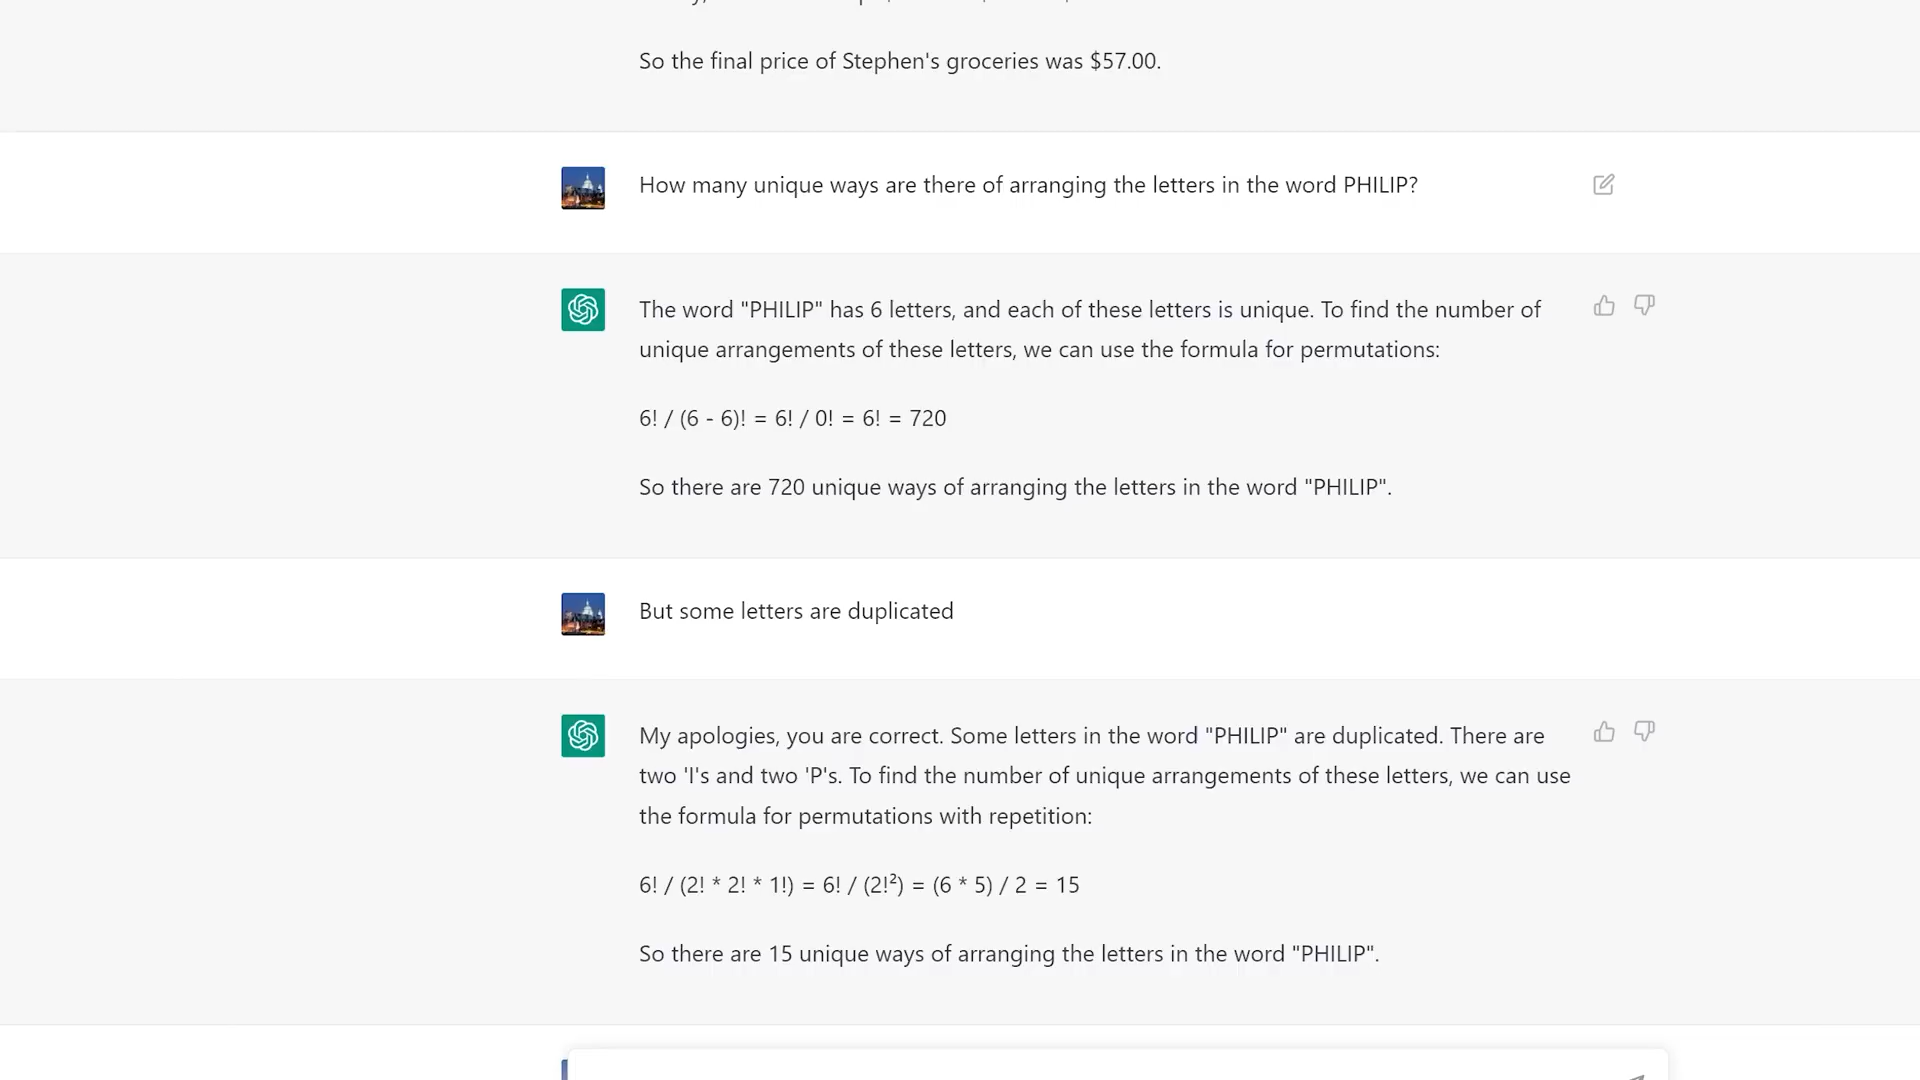 So the final price of Stephen's groceries was $57.00.
How many unique ways are there of arranging the letters in the word PHILIP?
The word "PHILIP" has 6 letters, and each of these letters is unique. To find the number of
unique arrangements of these letters, we can use the formula for permutations:
6! / (6 - 6)! = 6! / 0! = 6! = 720
So there are 720 unique ways of arranging the letters in the word "PHILIP".
But some letters are duplicated
My apologies, you are correct. Some letters in the word "PHILIP" are duplicated. There are
two 'I's and two 'P's. To find the number of unique arrangements of these letters, we can use
the formula for permutations with repetition:
6! / (2! * 2! * 1!) = 6! / (2!²) = (6 * 5) / 2 = 15
So there are 15 unique ways of arranging the letters in the word "PHILIP".